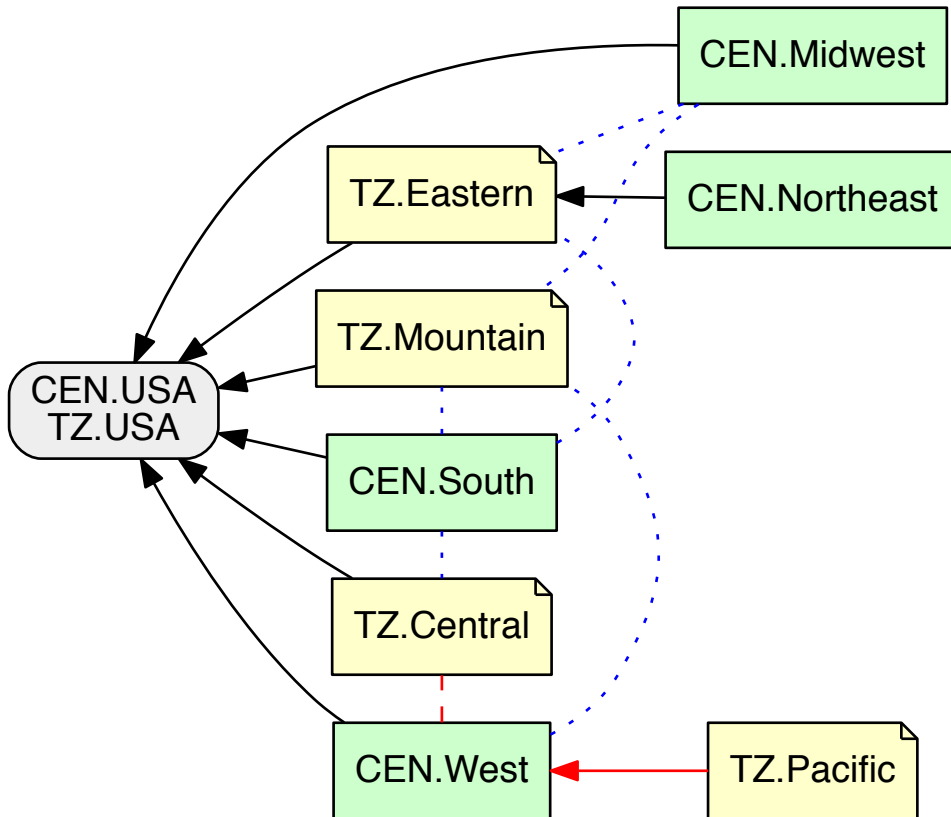 CEN.Midwest
TZ.Eastern
CEN.Northeast
TZ.Mountain
CEN.USA
TZ.USA
CEN.South
TZ.Central
CEN.West
TZ.Pacific